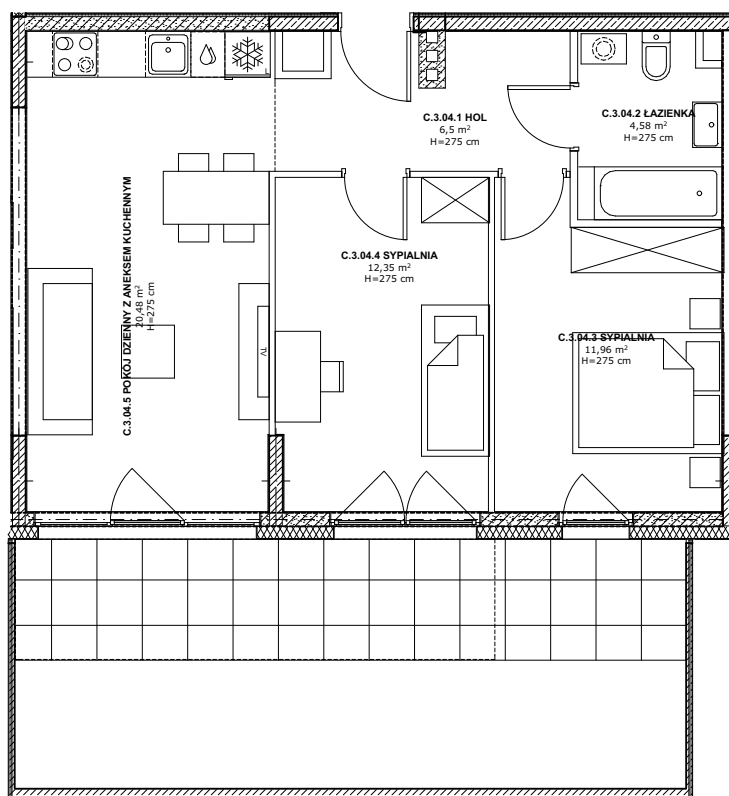 C.3.04.1 HOL
6,5 m²
H=275 cm
C.3.04.2 ŁAZIENKA
4,58 m²
H=275 cm
C.3.04.4 SYPIALNIA
12,35 m²
H=275 cm
C.3.04.5 POKÓJ DZIENNY Z ANEKSEM KUCHENNYM
20,48 m²
H=275 cm
TV
C.3.04.3 SYPIALNIA
11,96 m²
H=275 cm